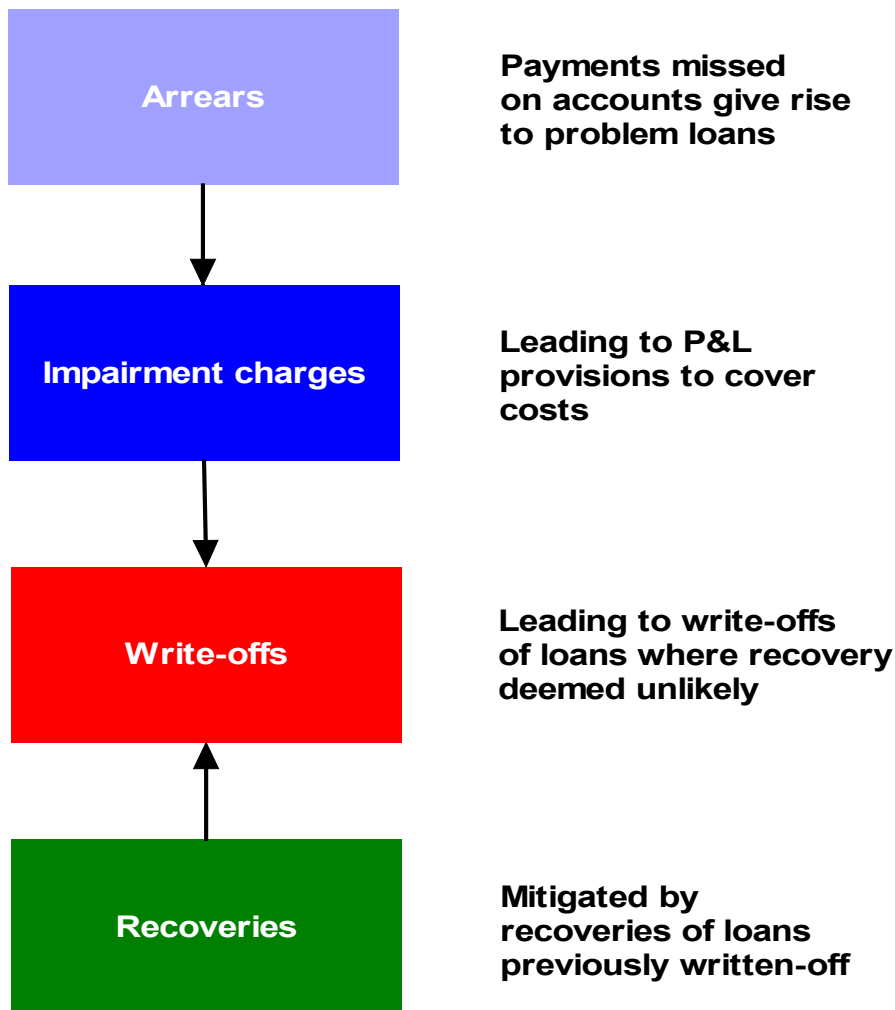 Arrears
Payments missed
on accounts give rise
to problem loans
Impairment charges
Leading to P&L
provisions to cover
costs
Write-offs
Leading to write-offs
of loans where recovery
deemed unlikely
Recoveries
Mitigated by
recoveries of loans
previously written-off